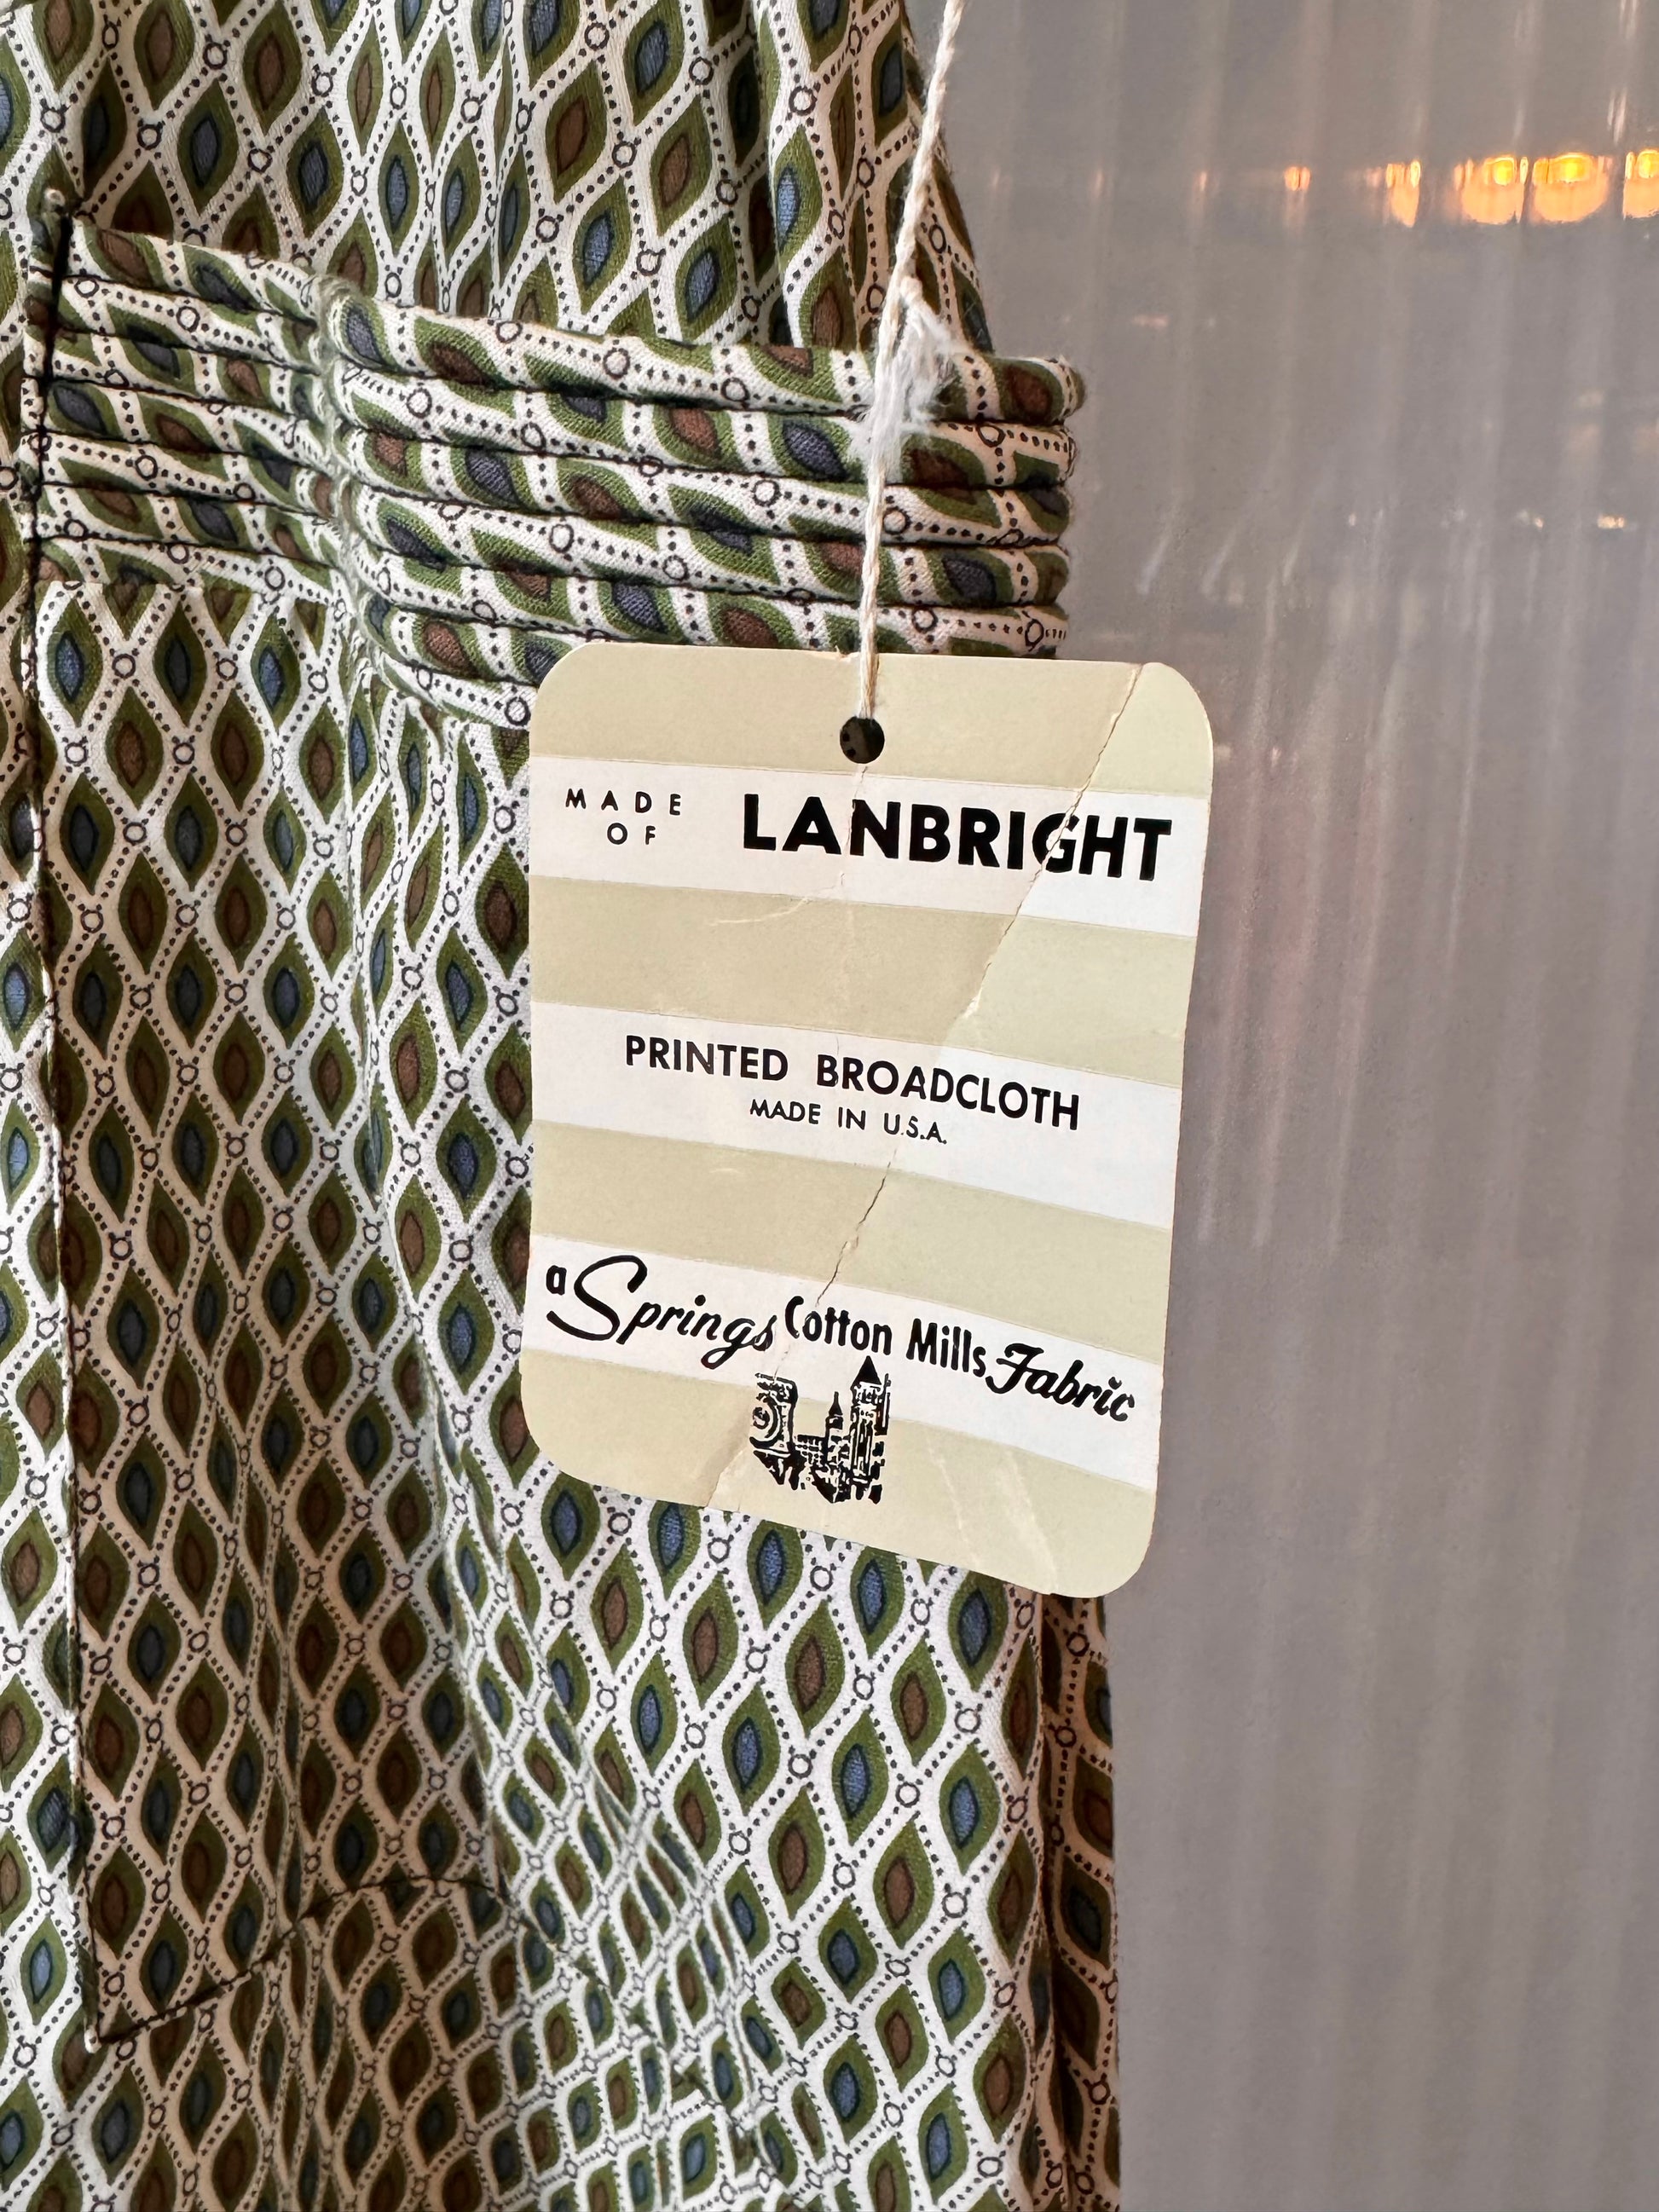 MADE
OF
LANBRIGHT
PRINTED BROADCLOTH
MADE IN U.S.A.
a Springs Cotton Mills Fabric